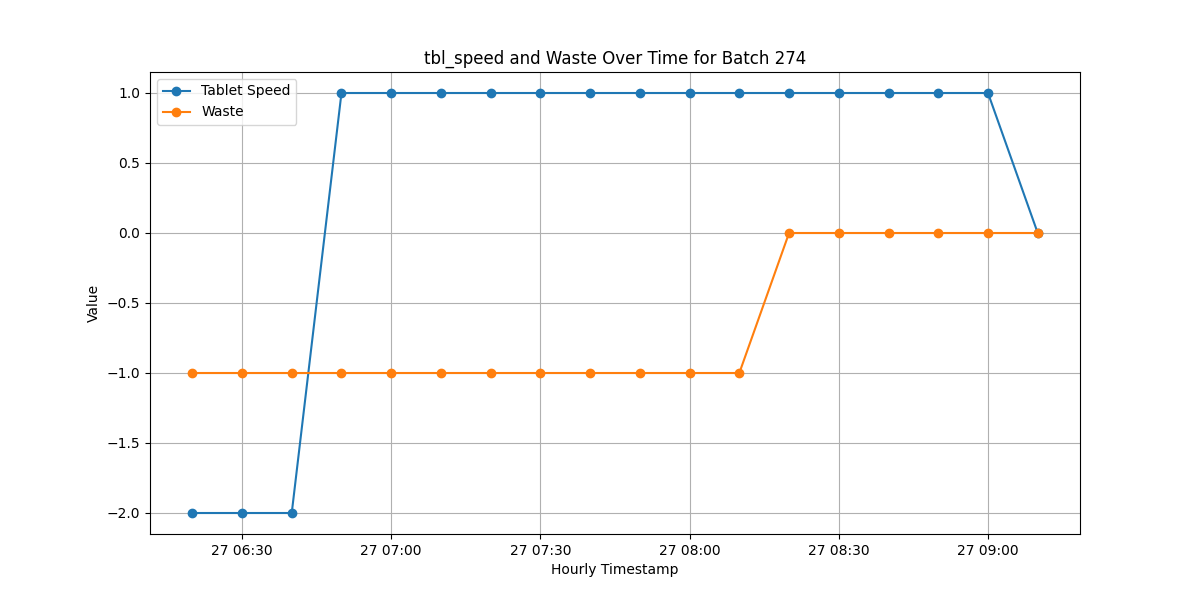 tbl_speed and Waste Over Time for Batch 274
Tablet Speed
Waste
1.0
0.5
0.0
−0.5
−1.0
−1.5
−2.0
Value
27 06:30 27 07:00 27 07:30 27 08:00 27 08:30 27 09:00
Hourly Timestamp